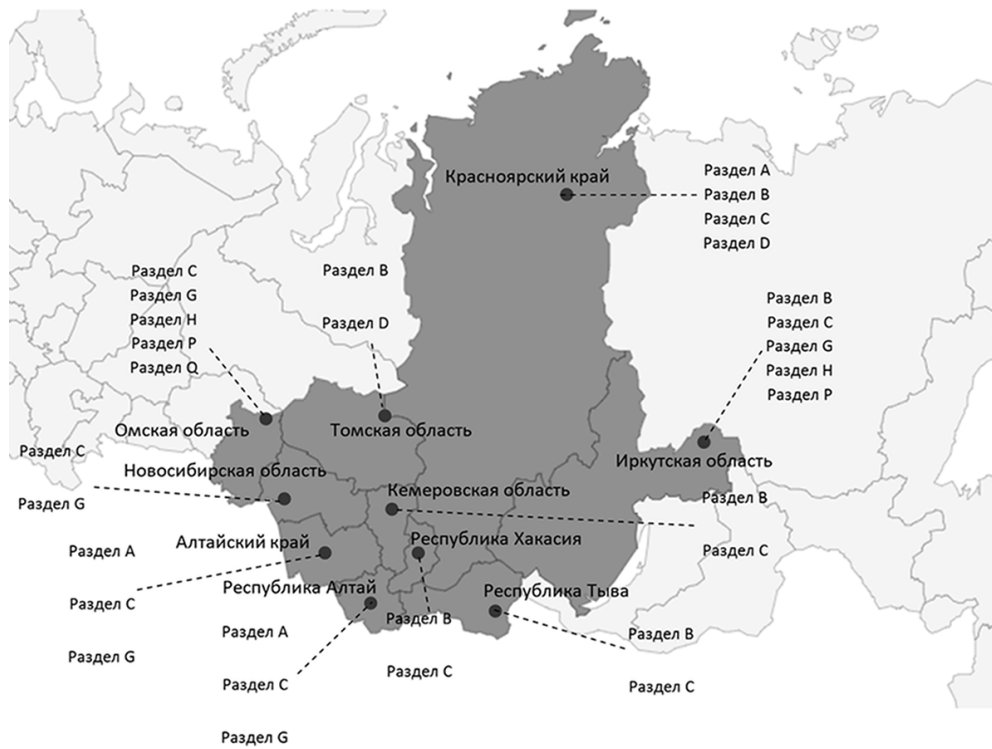 Красноярский край
Раздел A
Раздел B
Раздел C
Раздел D
Раздел C
Раздел G
Раздел H
Раздел P
Раздел Q
Раздел B
Раздел D
Раздел B
Раздел C
Раздел G
Раздел H
Раздел P
Омская область
Томская область
Иркутская область
Раздел C
Раздел G
Новосибирская область
Кемеровская область
Раздел B
Раздел C
Алтайский край
Раздел A
Раздел C
Раздел G
Республика Хакасия
Раздел B
Раздел C
Республика Алтай
Раздел A
Раздел C
Раздел G
Республика Тыва
Раздел B
Раздел C